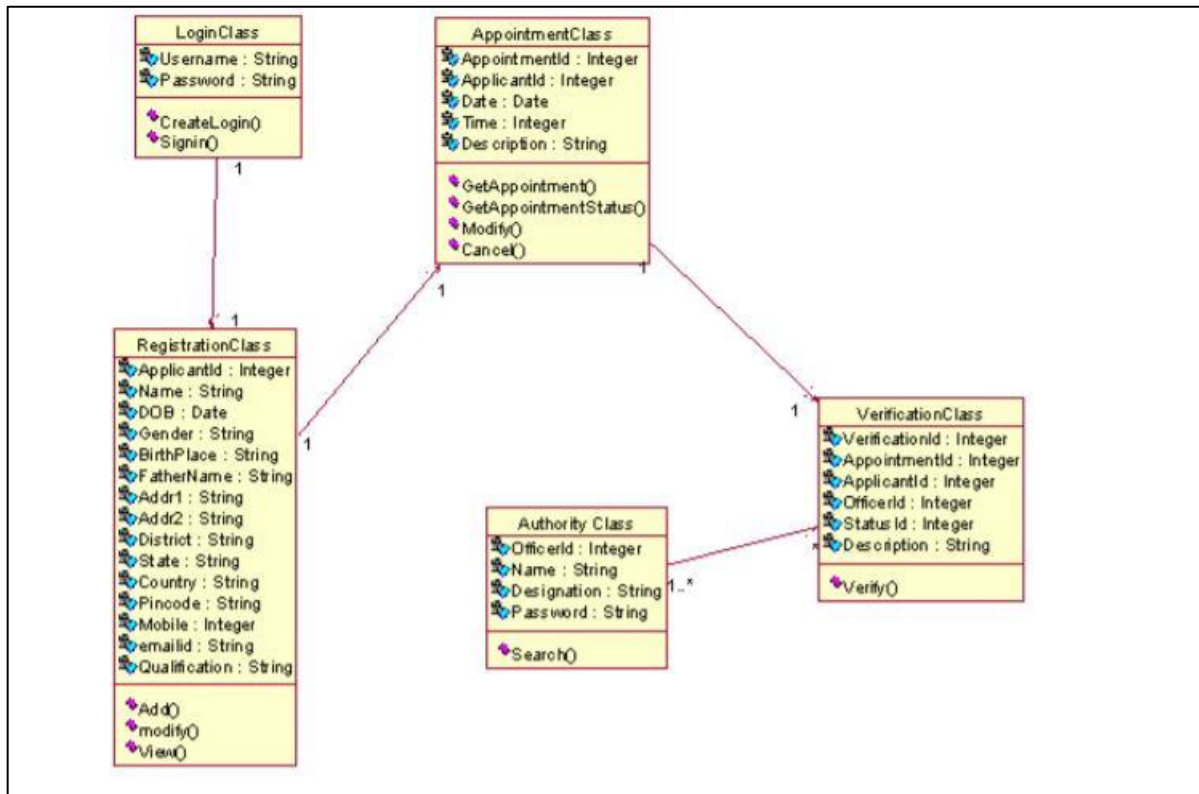 LoginClass
Username : String
Password : String
CreateLogin()
Signin()
1
1
AppointmentClass
AppointmentId : Integer
ApplicantId : Integer
Date : Date
Time : Integer
Description : String
GetAppointment()
GetAppointmentStatus()
Modify()
Cancel()
1
1
RegistrationClass
ApplicantId : Integer
Name : String
DOB : Date
Gender : String
BirthPlace : String
FatherName : String
Addr1 : String
Addr2 : String
District : String
State : String
Country : String
Pincode : String
Mobile : Integer
emailid : String
Qualification : String
Add()
modify()
View()
1
1
VerificationClass
VerificationId : Integer
AppointmentId : Integer
ApplicantId : Integer
OfficerId : Integer
StatusId : Integer
Description : String
Verify()
*
Authority Class
OfficerId : Integer
Name : String
Designation : String
Password : String
Search()
1..*